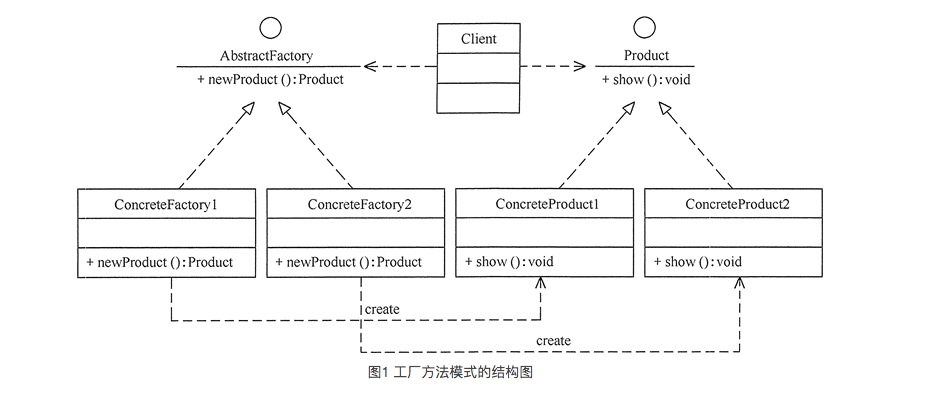 Client
AbstractFactory
Product
+ newProduct ():Product
+ show ():void
ConcreteFactory1
ConcreteFactory2
ConcreteProduct1
ConcreteProduct2
+ newProduct ():Product
+ newProduct ():Product
+ show ():void
+ show ():void
create
create
图1 工厂方法模式的结构图